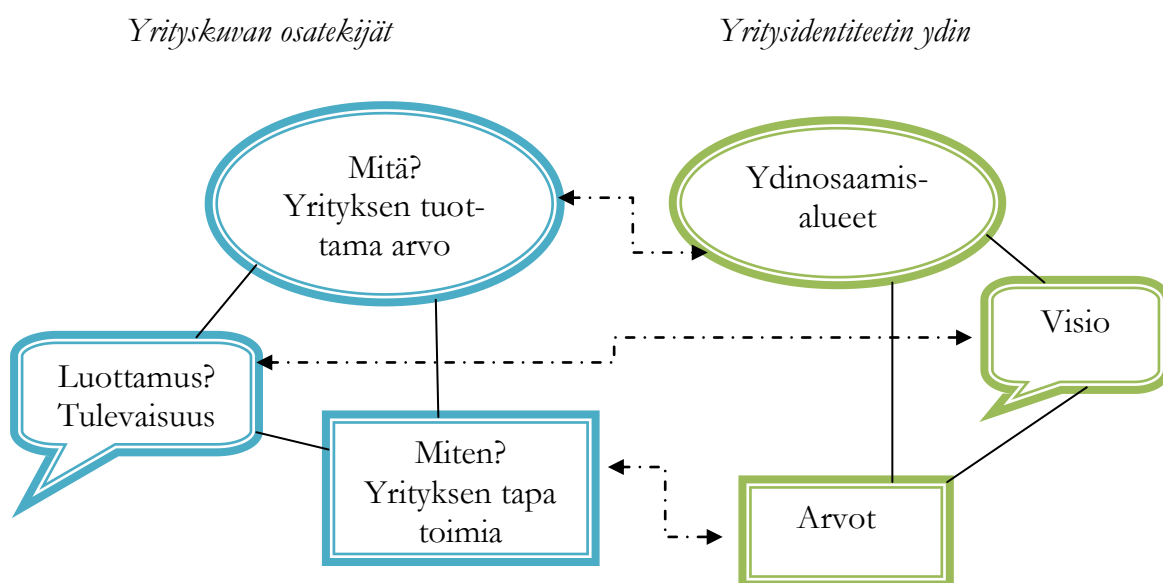 Yrityskuvan osatekijät
Yritysidentiteetin ydin
Mitä?
Yrityksen tuot-
tama arvo
Ydinosaamis-
alueet
Visio
Luottamus?
Tulevaisuus
Miten?
Yrityksen tapa
toimia
Arvot